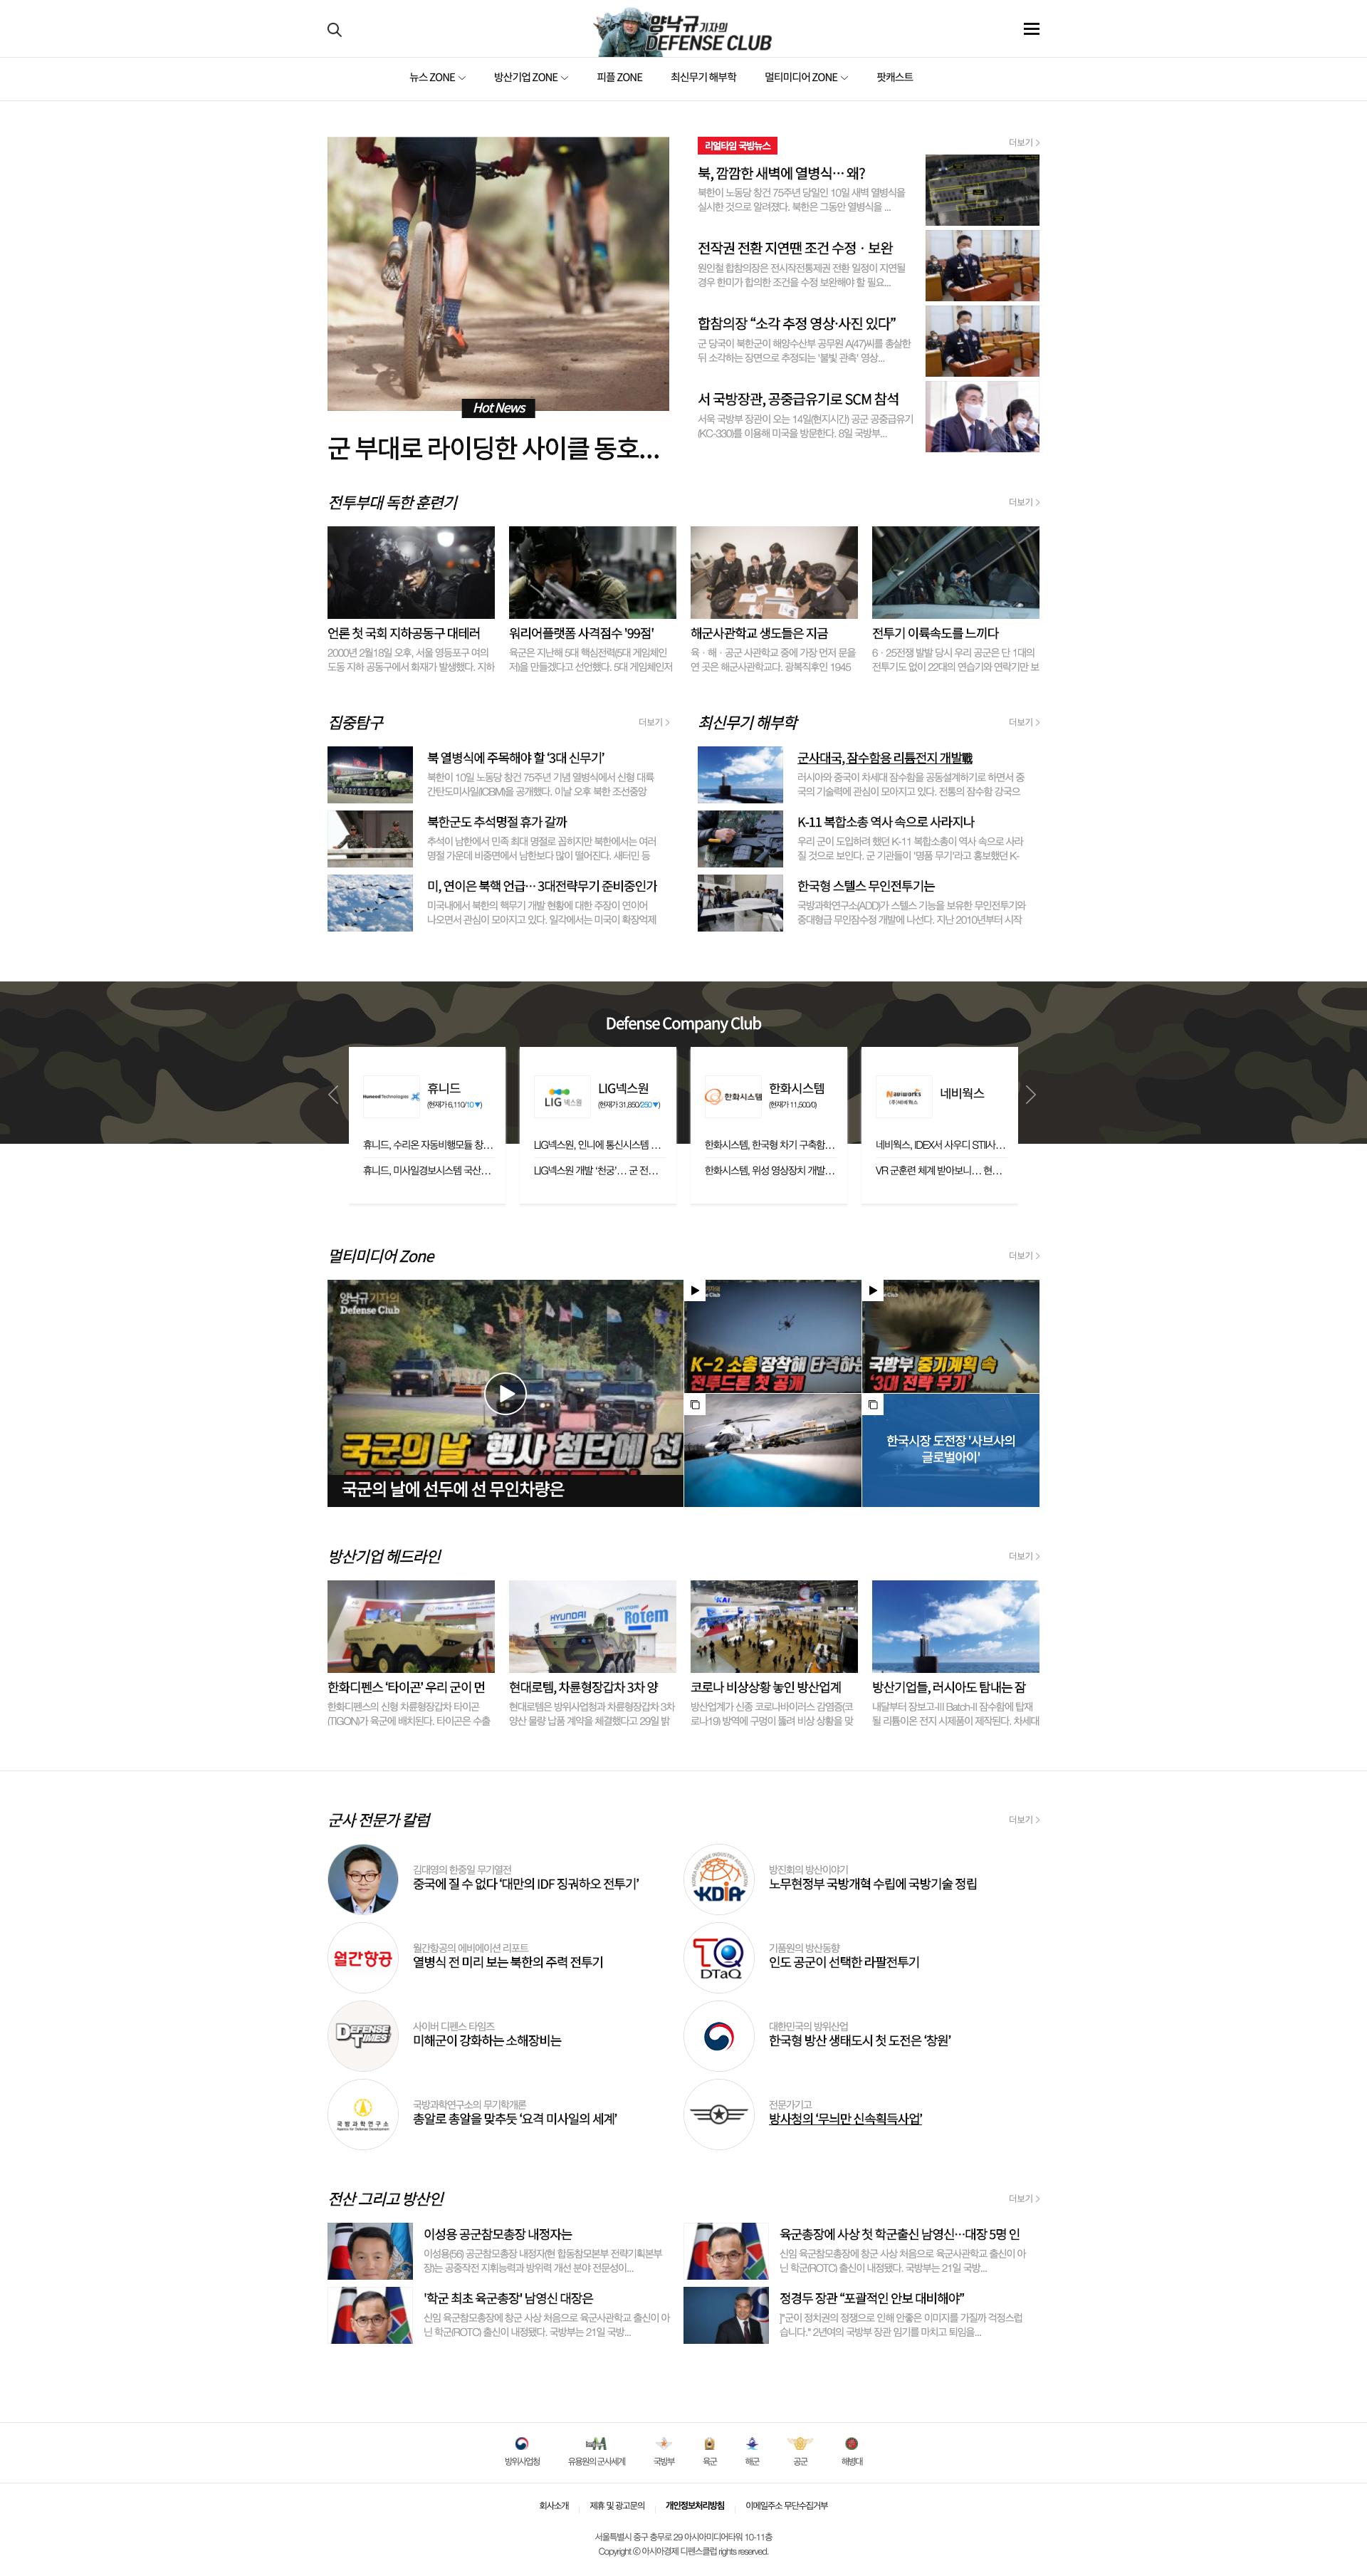 양낙규 기자의
DEFENSE CLUB
뉴스 ZONE
방산기업 ZONE
피플 ZONE
최신무기 해부학
멀티미디어 ZONE
팟캐스트
Hot News
군 부대로 라이딩한 사이클 동호...
리얼타임 국방뉴스
더보기
북, 깜깜한 새벽에 열병식… 왜?
북한이 노동당 창건 75주년 당일인 10일 새벽 열병식을
실시한 것으로 알려졌다. 북한은 그동안 열병식을 ...
전작권 전환 지연땐 조건 수정ㆍ보완
원인철 합참의장은 전시작전통제권 전환 일정이 지연될
경우 한미가 합의한 조건을 수정 보완해야 할 필요...
합참의장 “소각 추정 영상·사진 있다”
군 당국이 북한군이 해양수산부 공무원 A(47)씨를 총살한
뒤 소각하는 장면으로 추정되는 '불빛 관측' 영상...
서 국방장관, 공중급유기로 SCM 참석
서욱 국방부 장관이 오는 14일(현지시간) 공군 공중급유기
(KC-330)를 이용해 미국을 방문한다. 8일 국방부...
전투부대 독한 훈련기
더보기
언론 첫 국회 지하공동구 대테러
2000년 2월18일 오후, 서울 영등포구 여의
도동 지하 공동구에서 화재가 발생했다. 지하
워리어플랫폼 사격점수 '99점'
육군은 지난해 5대 핵심전력(5대 게임체인
저)을 만들겠다고 선언했다. 5대 게임체인저
해군사관학교 생도들은 지금
육ㆍ해ㆍ공군 사관학교 중에 가장 먼저 문을
연 곳은 해군사관학교다. 광복직후인 1945
전투기 이륙속도를 느끼다
6ㆍ25전쟁 발발 당시 우리 공군은 단 1대의
전투기도 없이 22대의 연습기와 연락기만 보
집중탐구
더보기
북 열병식에 주목해야 할 ‘3대 신무기’
북한이 10일 노동당 창건 75주년 기념 열병식에서 신형 대륙
간탄도미사일(ICBM)을 공개했다. 이날 오후 북한 조선중앙
북한군도 추석명절 휴가 갈까
추석이 남한에서 민족 최대 명절로 꼽히지만 북한에서는 여러
명절 가운데 비중면에서 남한보다 많이 떨어진다. 새터민 등
미, 연이은 북핵 언급… 3대전략무기 준비중인가
미국내에서 북한의 핵무기 개발 현황에 대한 주장이 연이어
나오면서 관심이 모아지고 있다. 일각에서는 미국이 확장억제
최신무기 해부학
더보기
군사대국, 잠수함용 리튬전지 개발戰
러시아와 중국이 차세대 잠수함을 공동설계하기로 하면서 중
국의 기술력에 관심이 모아지고 있다. 전통의 잠수함 강국으
K-11 복합소총 역사 속으로 사라지나
우리 군이 도입하려 했던 K-11 복합소총이 역사 속으로 사라
질 것으로 보인다. 군 기관들이 '명품 무기'라고 홍보했던 K-
한국형 스텔스 무인전투기는
국방과학연구소(ADD)가 스텔스 기능을 보유한 무인전투기와
중대형급 무인잠수정 개발에 나선다. 지난 2010년부터 시작
Defense Company Club
Huneed Technologies
휴니드
(현재가 6,110/10▼)
휴니드, 수리온 자동비행모듈 창…
휴니드, 미사일경보시스템 국산…
LIG 넥스원
LIG넥스원
(현재가 31,850/250▼)
LIG넥스원, 인니에 통신시스템 …
LIG넥스원 개발 ‘천궁’… 군 전…
한화시스템
한화시스템
(현재가 11,500/0)
한화시스템, 한국형 차기 구축함…
한화시스템, 위성 영상장치 개발…
Naviworks
(주)네비웍스
네비웍스
네비웍스, IDEX서 사우디 STII사…
VR 군훈련 체계 받아보니… 현…
멀티미디어 Zone
더보기
양낙규 기자의
Defense Club
국군의 날 행사 첨단에 선
국군의 날에 선두에 선 무인차량은
K-2 소총 장착해 타격하는
전투드론 첫 공개
국방부 중기계획 속
‘3대 전략 무기’
한국시장 도전장 '사브사의
글로벌아이'
방산기업 헤드라인
더보기
HYUNDAI
HYUNDAI
Rotem
KAI
한화디펜스 ‘타이곤’ 우리 군이 먼
한화디펜스의 신형 차륜형장갑차 타이곤
(TIGON)가 육군에 배치된다. 타이곤은 수출
현대로템, 차륜형장갑차 3차 양
현대로템은 방위사업청과 차륜형장갑차 3차
양산 물량 납품 계약을 체결했다고 29일 밝
코로나 비상상황 놓인 방산업계
방산업계가 신종 코로나바이러스 감염증(코
로나19) 방역에 구멍이 뚫려 비상 상황을 맞
방산기업들, 러시아도 탐내는 잠
내달부터 장보고-III Batch-II 잠수함에 탑재
될 리튬이온 전지 시제품이 제작된다. 차세대
군사 전문가 칼럼
더보기
김대영의 한중일 무기열전
중국에 질 수 없다 ‘대만의 IDF 징궈하오 전투기’
KDIA
방진회의 방산이야기
노무현정부 국방개혁 수립에 국방기술 정립
월간항공
월간항공의 에비에이션 리포트
열병식 전 미리 보는 북한의 주력 전투기
DTaQ
기품원의 방산동향
인도 공군이 선택한 라팔전투기
DEFENSE TIMES
사이버 디펜스 타임즈
미해군이 강화하는 소해장비는
대한민국의 방위산업
한국형 방산 생태도시 첫 도전은 ‘창원’
국방과학연구소
국방과학연구소의 무기학개론
총알로 총알을 맞추듯 ‘요격 미사일의 세계’
전문가기고
방사청의 ‘무늬만 신속획득사업’
전산 그리고 방산인
더보기
이성용 공군참모총장 내정자는
이성용(56) 공군참모총장 내정자(현 합동참모본부 전략기획본부
장)는 공중작전 지휘능력과 방위력 개선 분야 전문성이...
육군총장에 사상 첫 학군출신 남영신…대장 5명 인
신임 육군참모총장에 창군 사상 처음으로 육군사관학교 출신이 아
닌 학군(ROTC) 출신이 내정됐다. 국방부는 21일 국방...
'학군 최초 육군총장' 남영신 대장은
신임 육군참모총장에 창군 사상 처음으로 육군사관학교 출신이 아
닌 학군(ROTC) 출신이 내정됐다. 국방부는 21일 국방...
정경두 장관 “포괄적인 안보 대비해야”
]"군이 정치권의 정쟁으로 인해 안좋은 이미지를 가질까 걱정스럽
습니다." 2년여의 국방부 장관 임기를 마치고 퇴임을...
방위사업청
유용원의 군사세계
국방부
육군
해군
공군
해병대
회사소개
제휴 및 광고문의
개인정보처리방침
이메일주소 무단수집거부
서울특별시 중구 충무로 29 아시아미디어타워 10-11층
Copyright ⓒ 아시아경제 디펜스클럽 rights reserved.